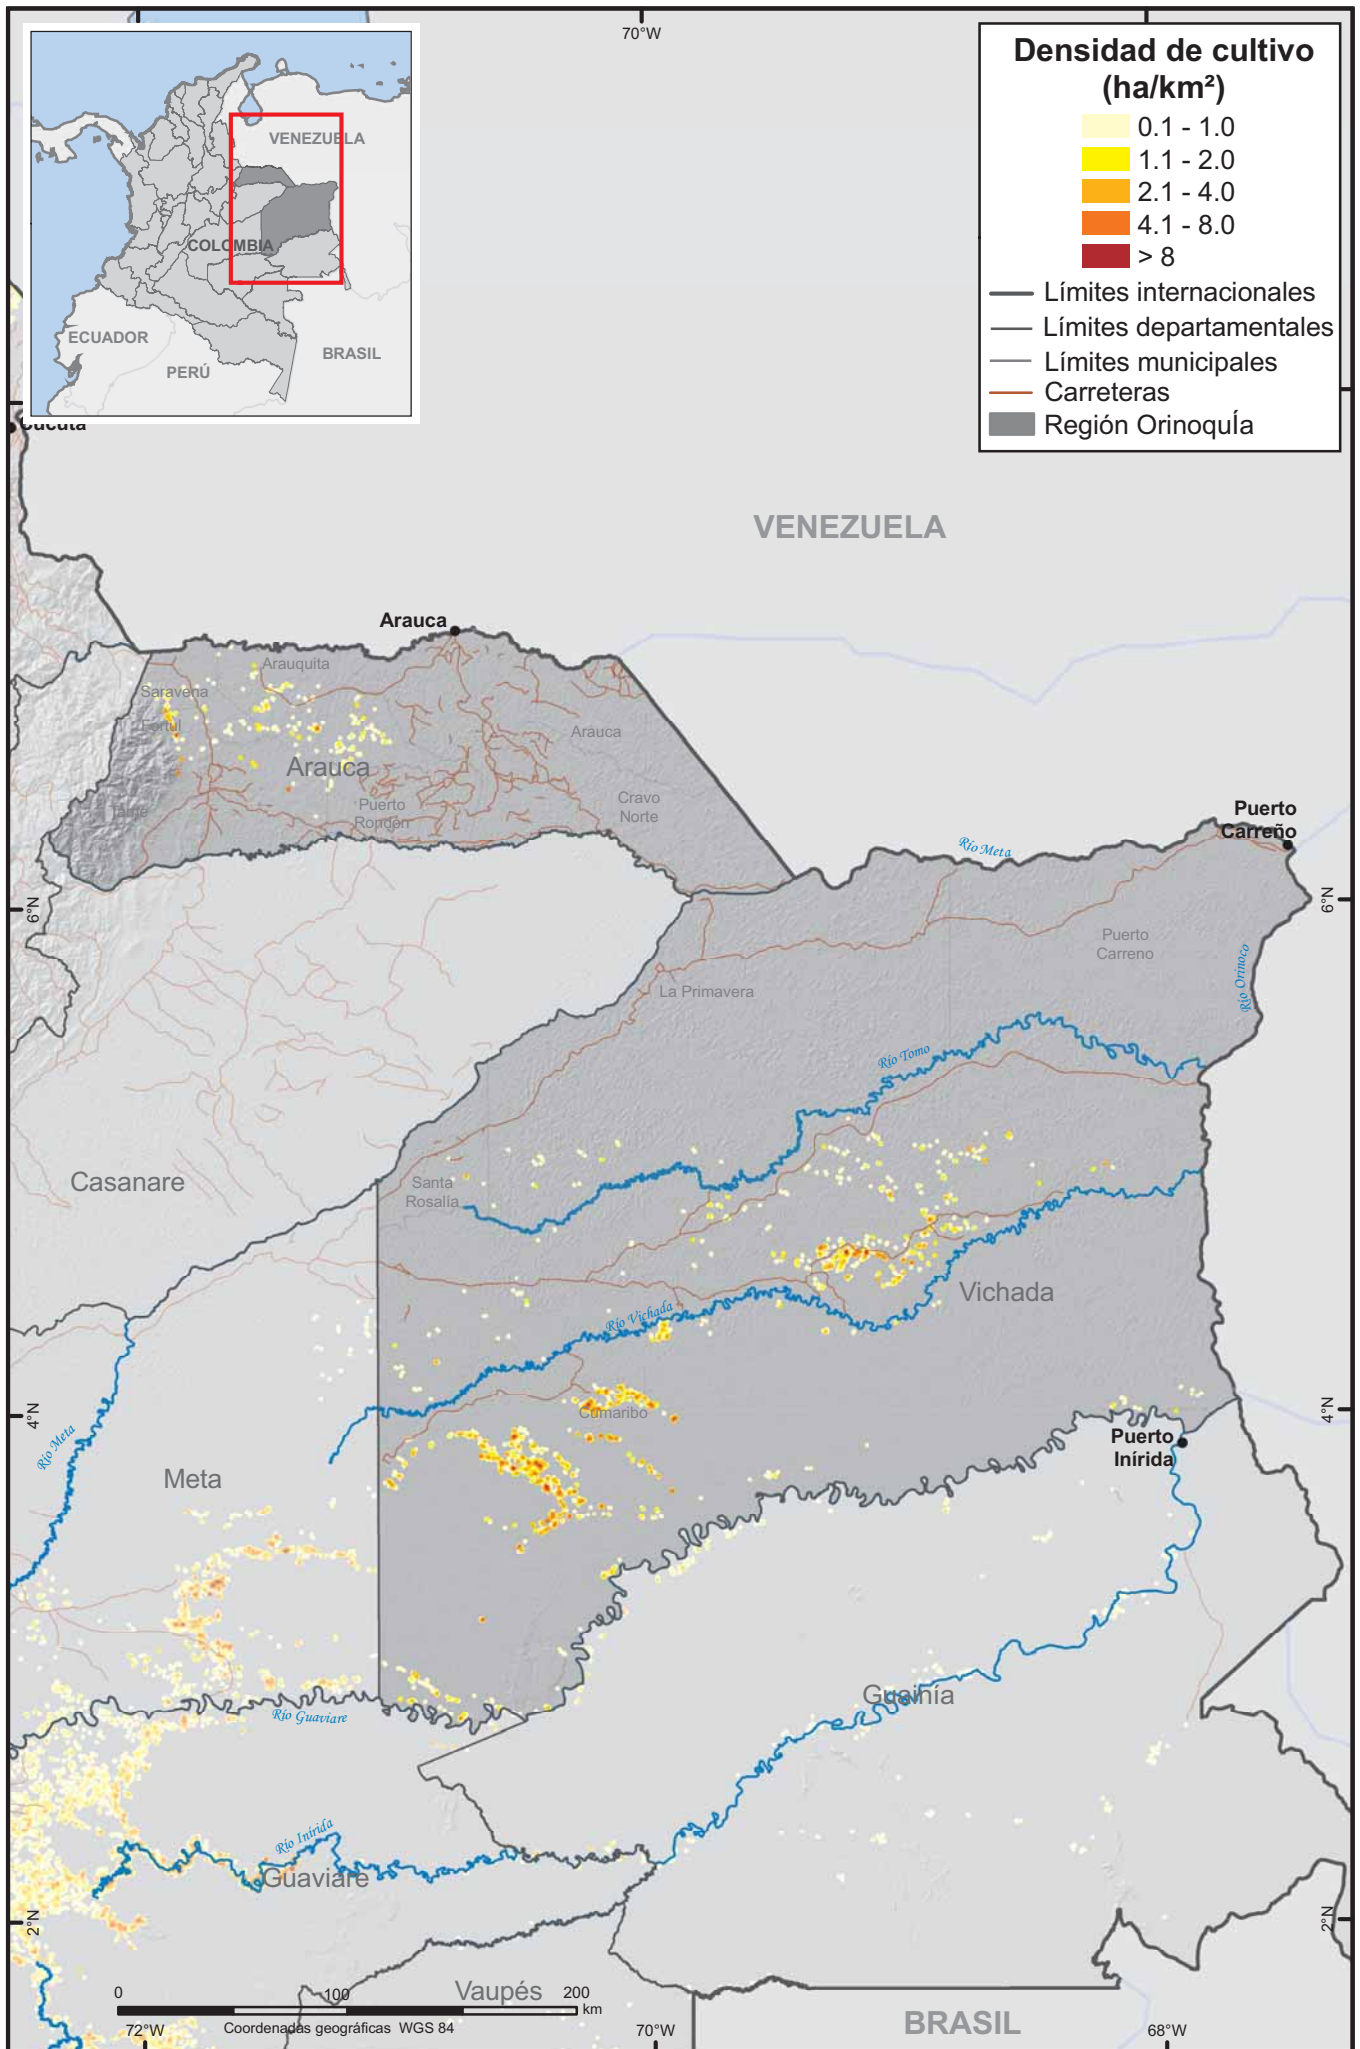 70°W
VENEZUELA
COLOMBIA
ECUADOR
PERÚ
BRASIL
Densidad de cultivo
(ha/km²)
0.1 - 1.0
1.1 - 2.0
2.1 - 4.0
4.1 - 8.0
> 8
Límites internacionales
Límites departamentales
Límites municipales
Carreteras
Región OrinoquÍa
Cúcuta
VENEZUELA
Arauca
Arauquita
Saravena
Fortul
Arauca
Arauca
Tame
Puerto
Rondón
Cravo
Norte
Puerto
Carreño
Río Meta
6°N
6°N
Puerto
Carreno
Río Orinoco
La Primavera
Río Tomo
Casanare
Santa
Rosalía
Vichada
Río Vichada
4°N
4°N
Cumaribo
Puerto
Inírida
Río Meta
Meta
Guainía
Río Guaviare
Río Inírida
Guaviare
2°N
2°N
Vaupés
0
100
200
km
Coordenadas geográficas WGS 84
BRASIL
72°W
70°W
68°W